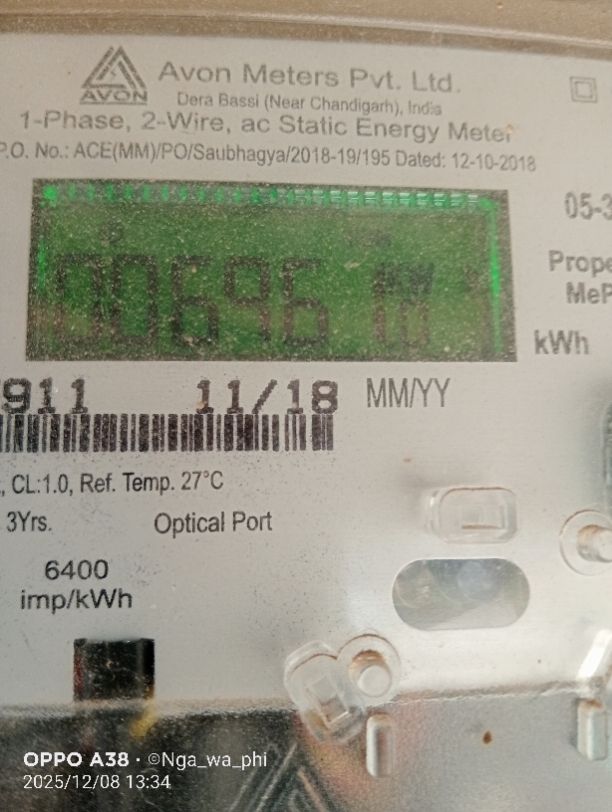 AVON
Avon Meters Pvt. Ltd.
Dera Bassi (Near Chandigarh), India
1-Phase, 2-Wire, ac Static Energy Meter
P.O. No.: ACE(MM)/PO/Saubhagya/2018-19/195 Dated: 12-10-2018
05-3
00696
Prope
MeP
kWh
911 11/18 MM/YY
, CL:1.0, Ref. Temp. 27°C
3Yrs. Optical Port
6400
imp/kWh
OPPO A38 · ©Nga_wa_phi
2025/12/08 13:34